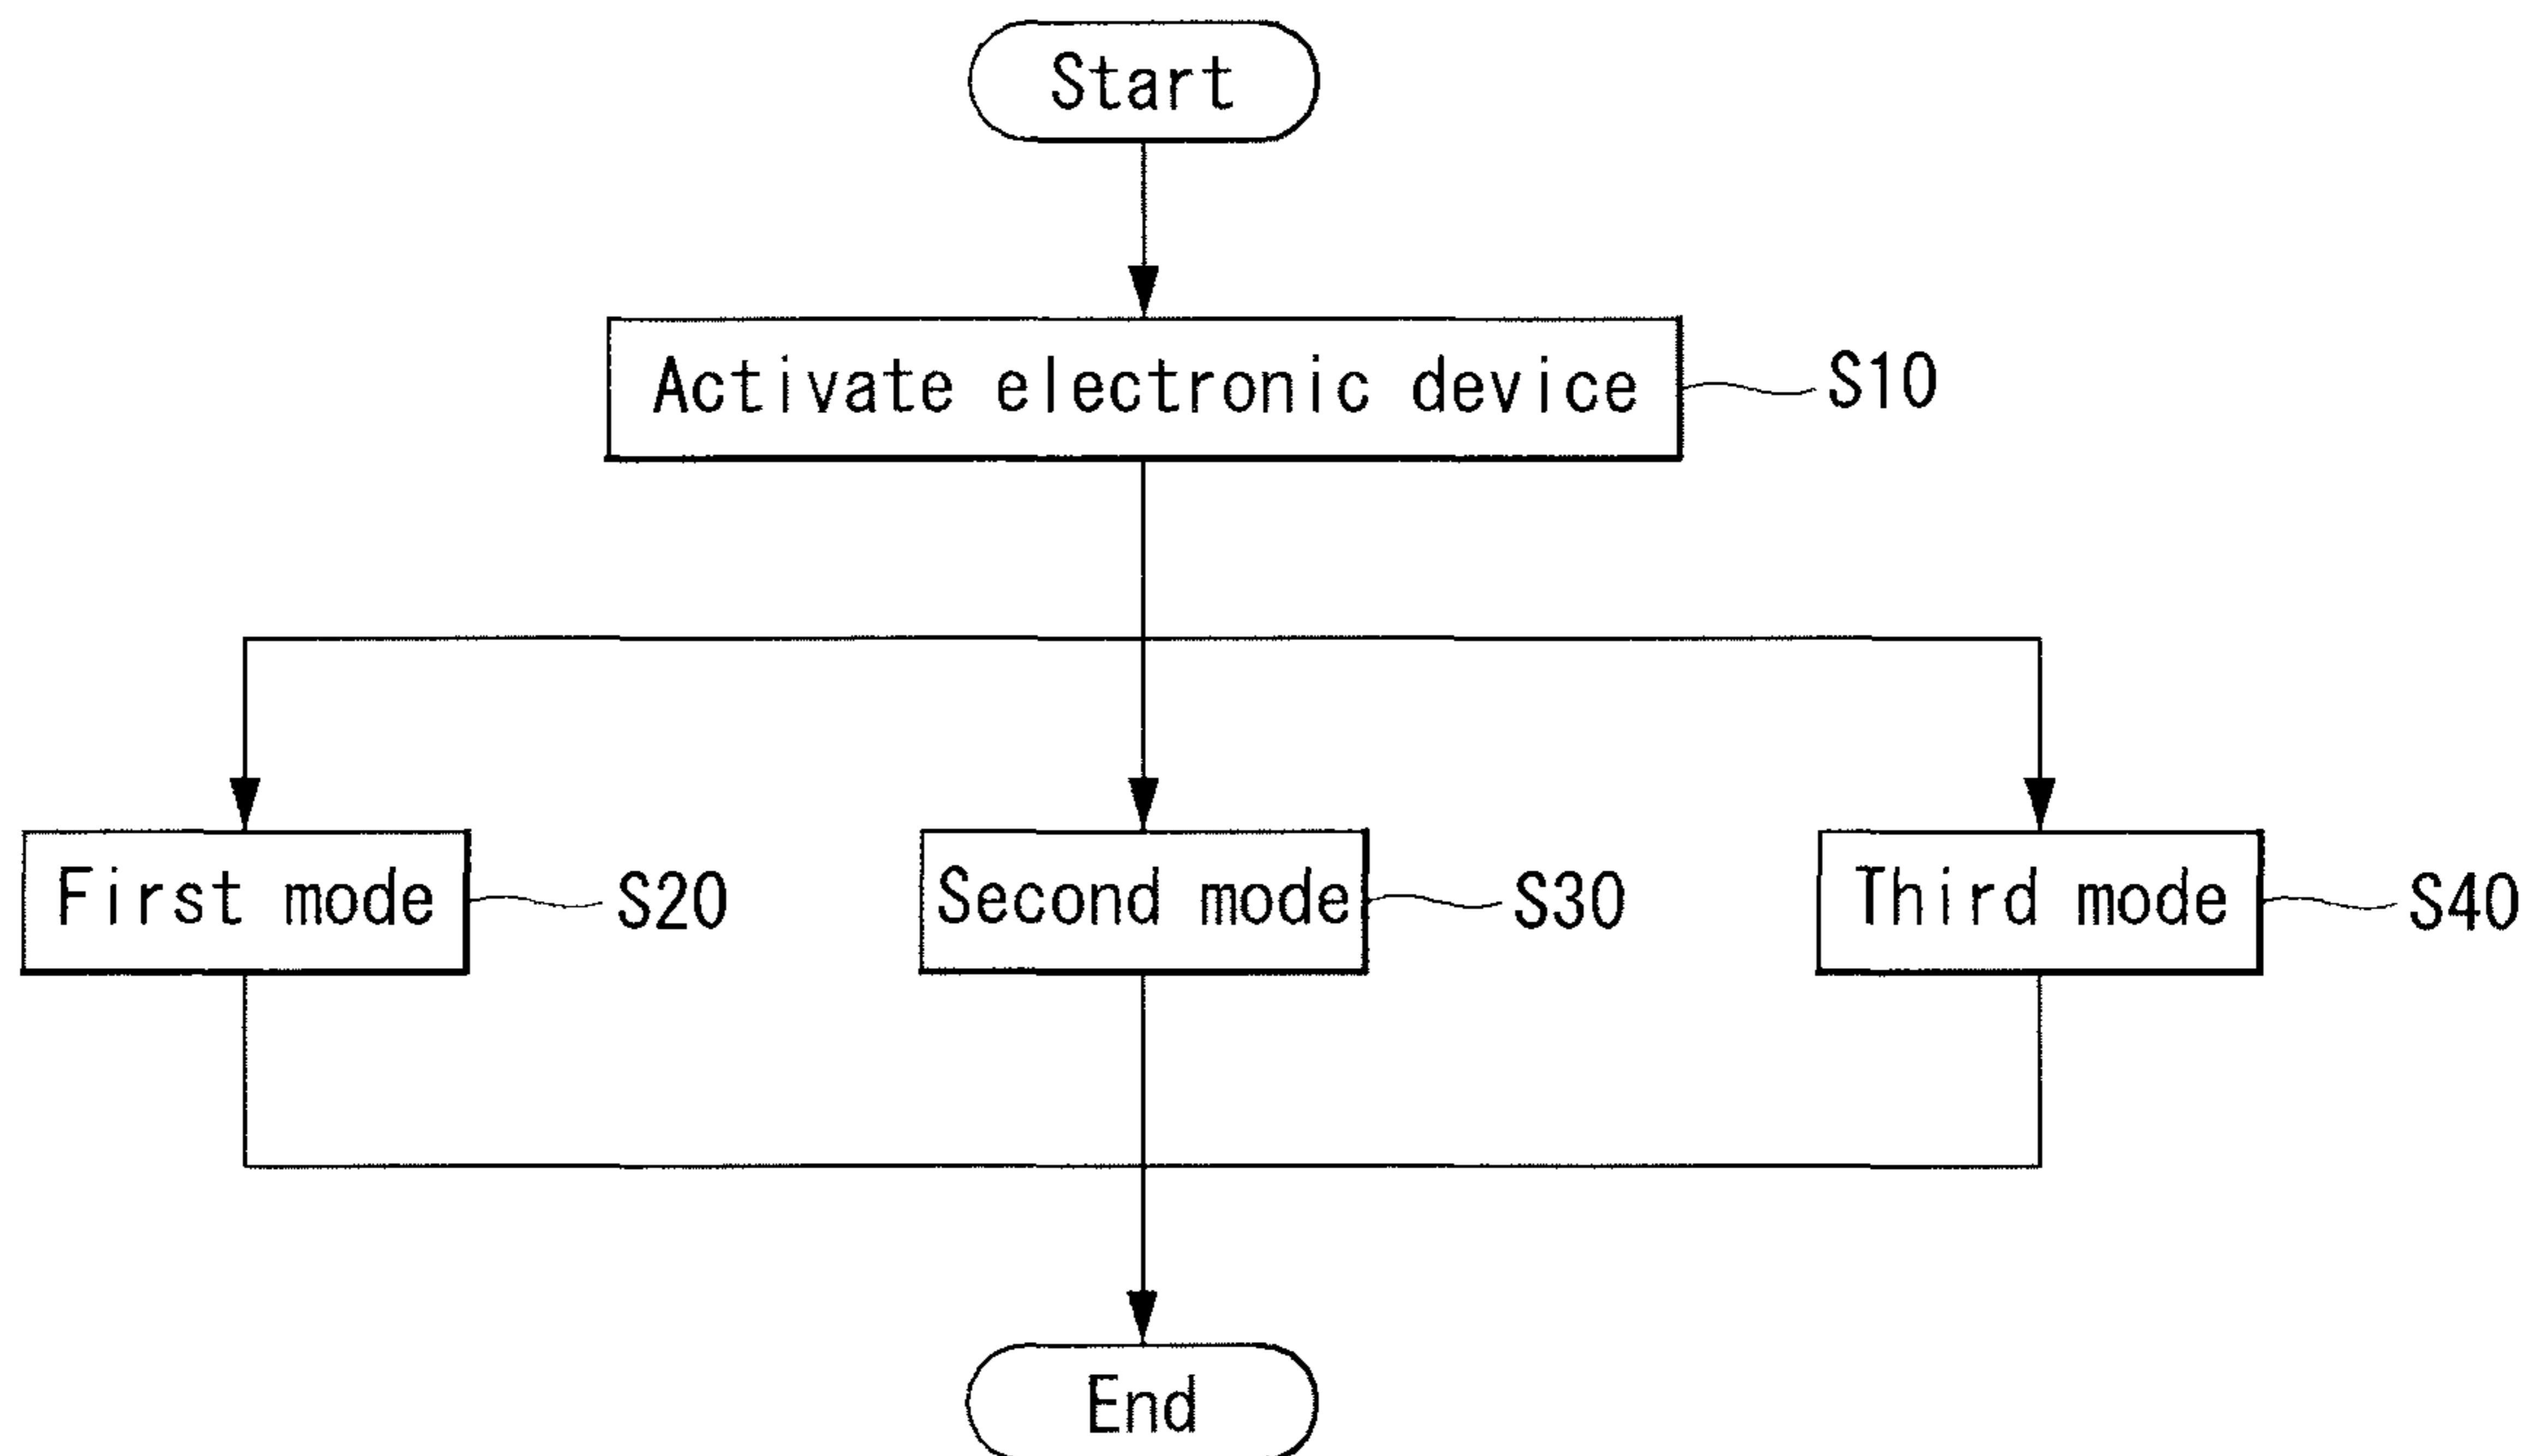 Start
Activate electronic device S10
First mode S20 Second mode S30 Third mode S40
End